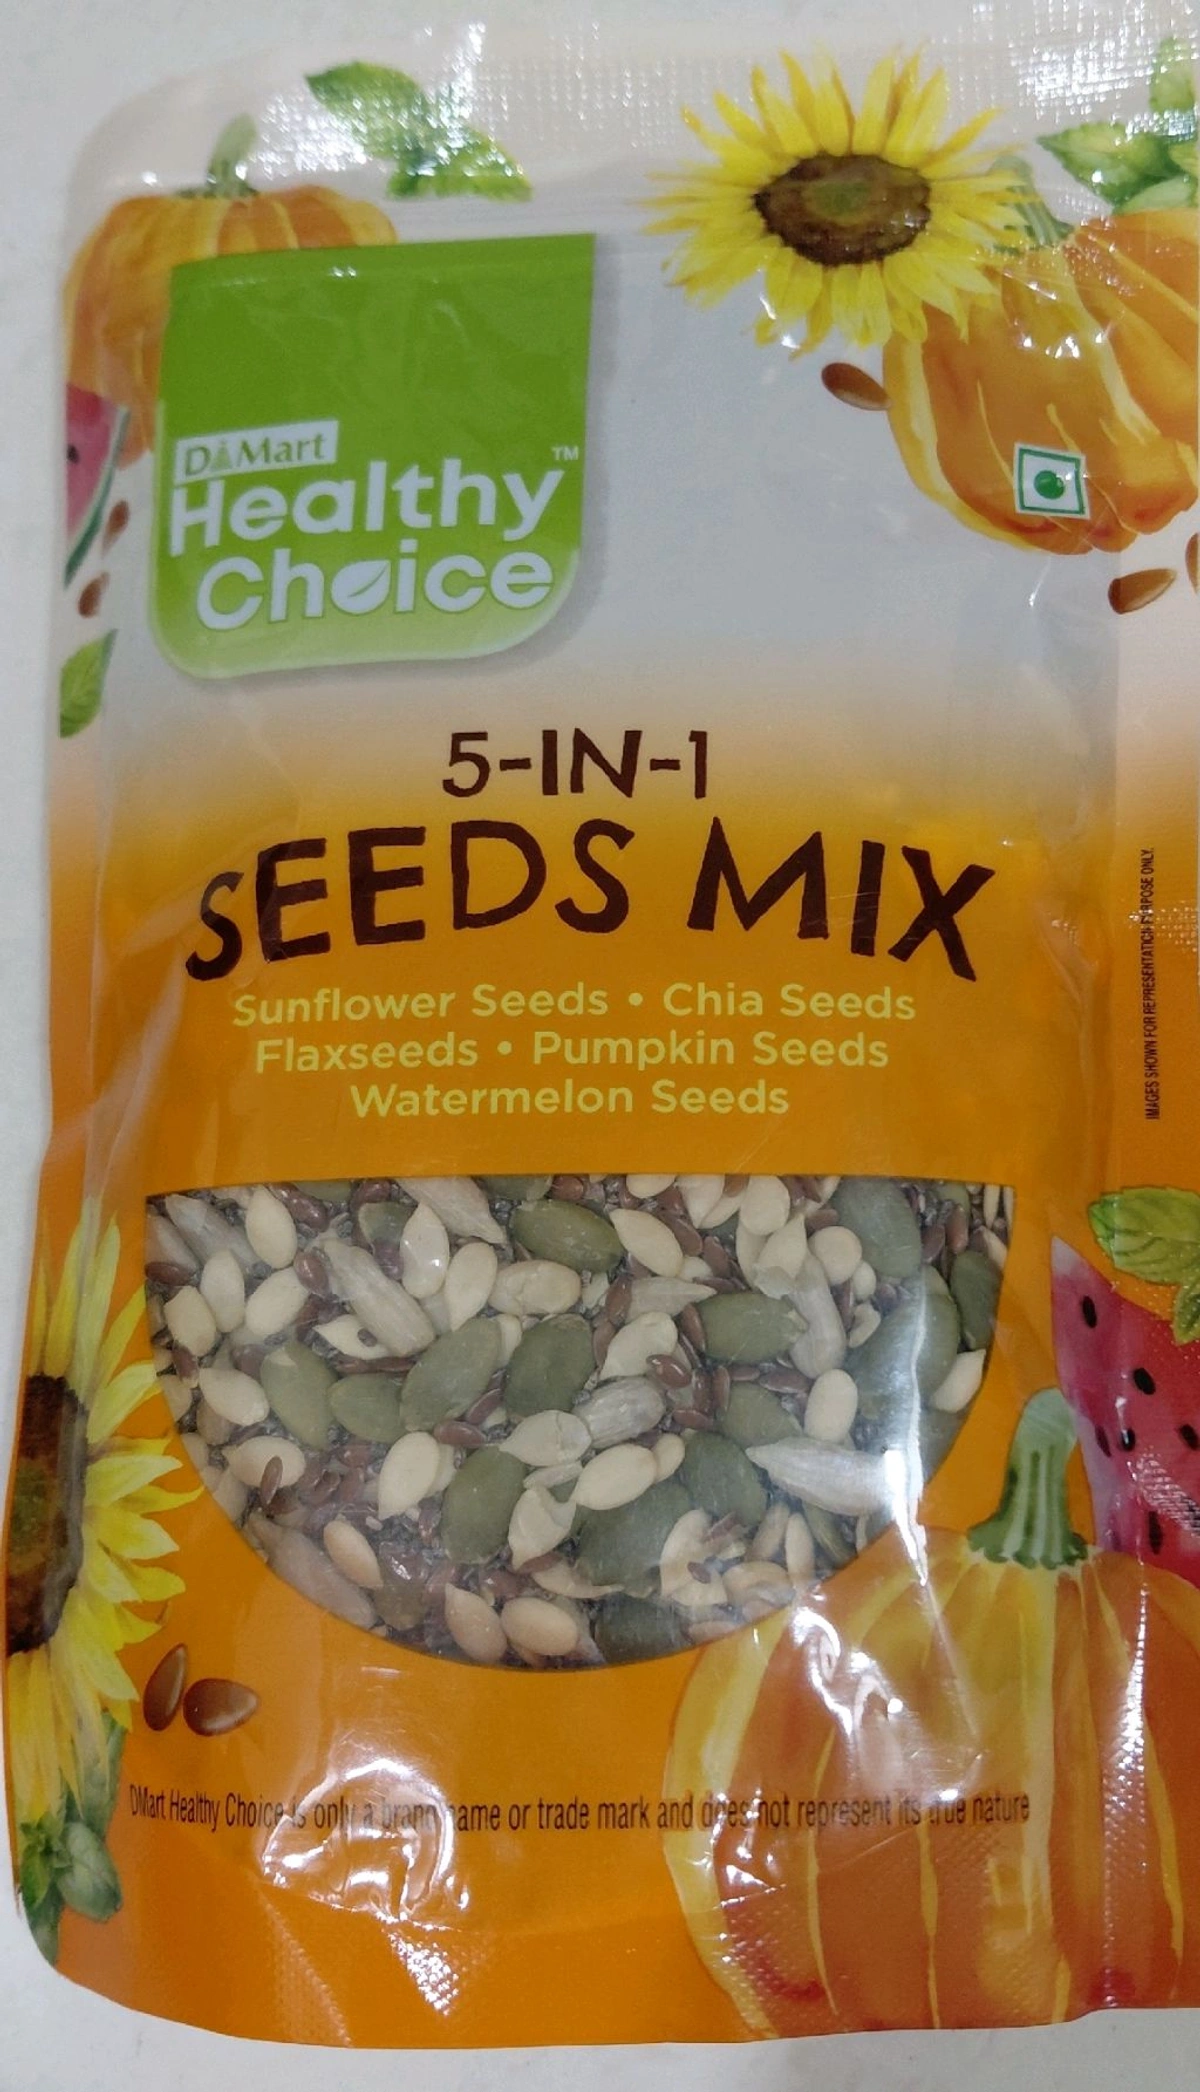 DMart
Healthy™
Choice
5-IN-1
SEEDS MIX
Sunflower Seeds • Chia Seeds
Flaxseeds • Pumpkin Seeds
Watermelon Seeds
IMAGES SHOWN FOR REPRESENTATION PURPOSE ONLY.
DMart Healthy Choice is only a brand name or trade mark and does not represent its true nature